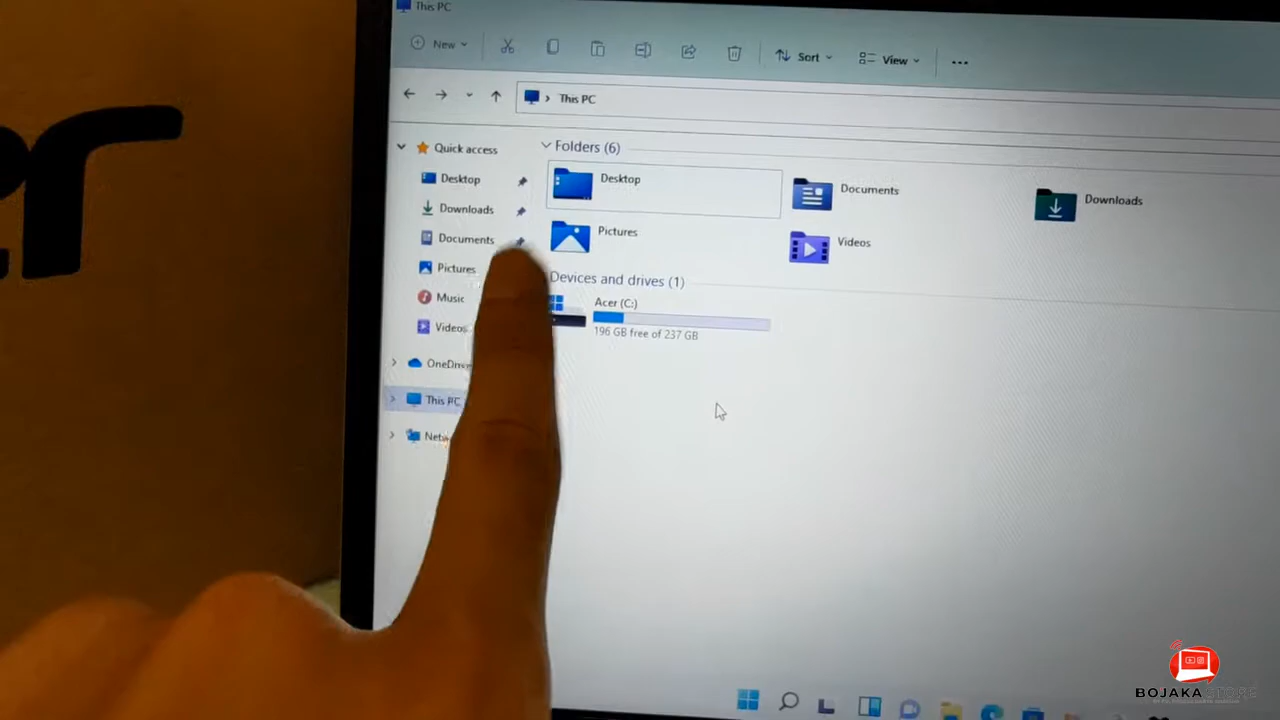 This PC
New
Sort
View
This PC
Quick access
Desktop
Downloads
Documents
Pictures
Music
Videos
This PC
Folders (6)
Desktop
Documents
Downloads
Pictures
Videos
Devices and drives (1)
Acer (C:)
196 GB free of 237 GB
BOJAKA STORE